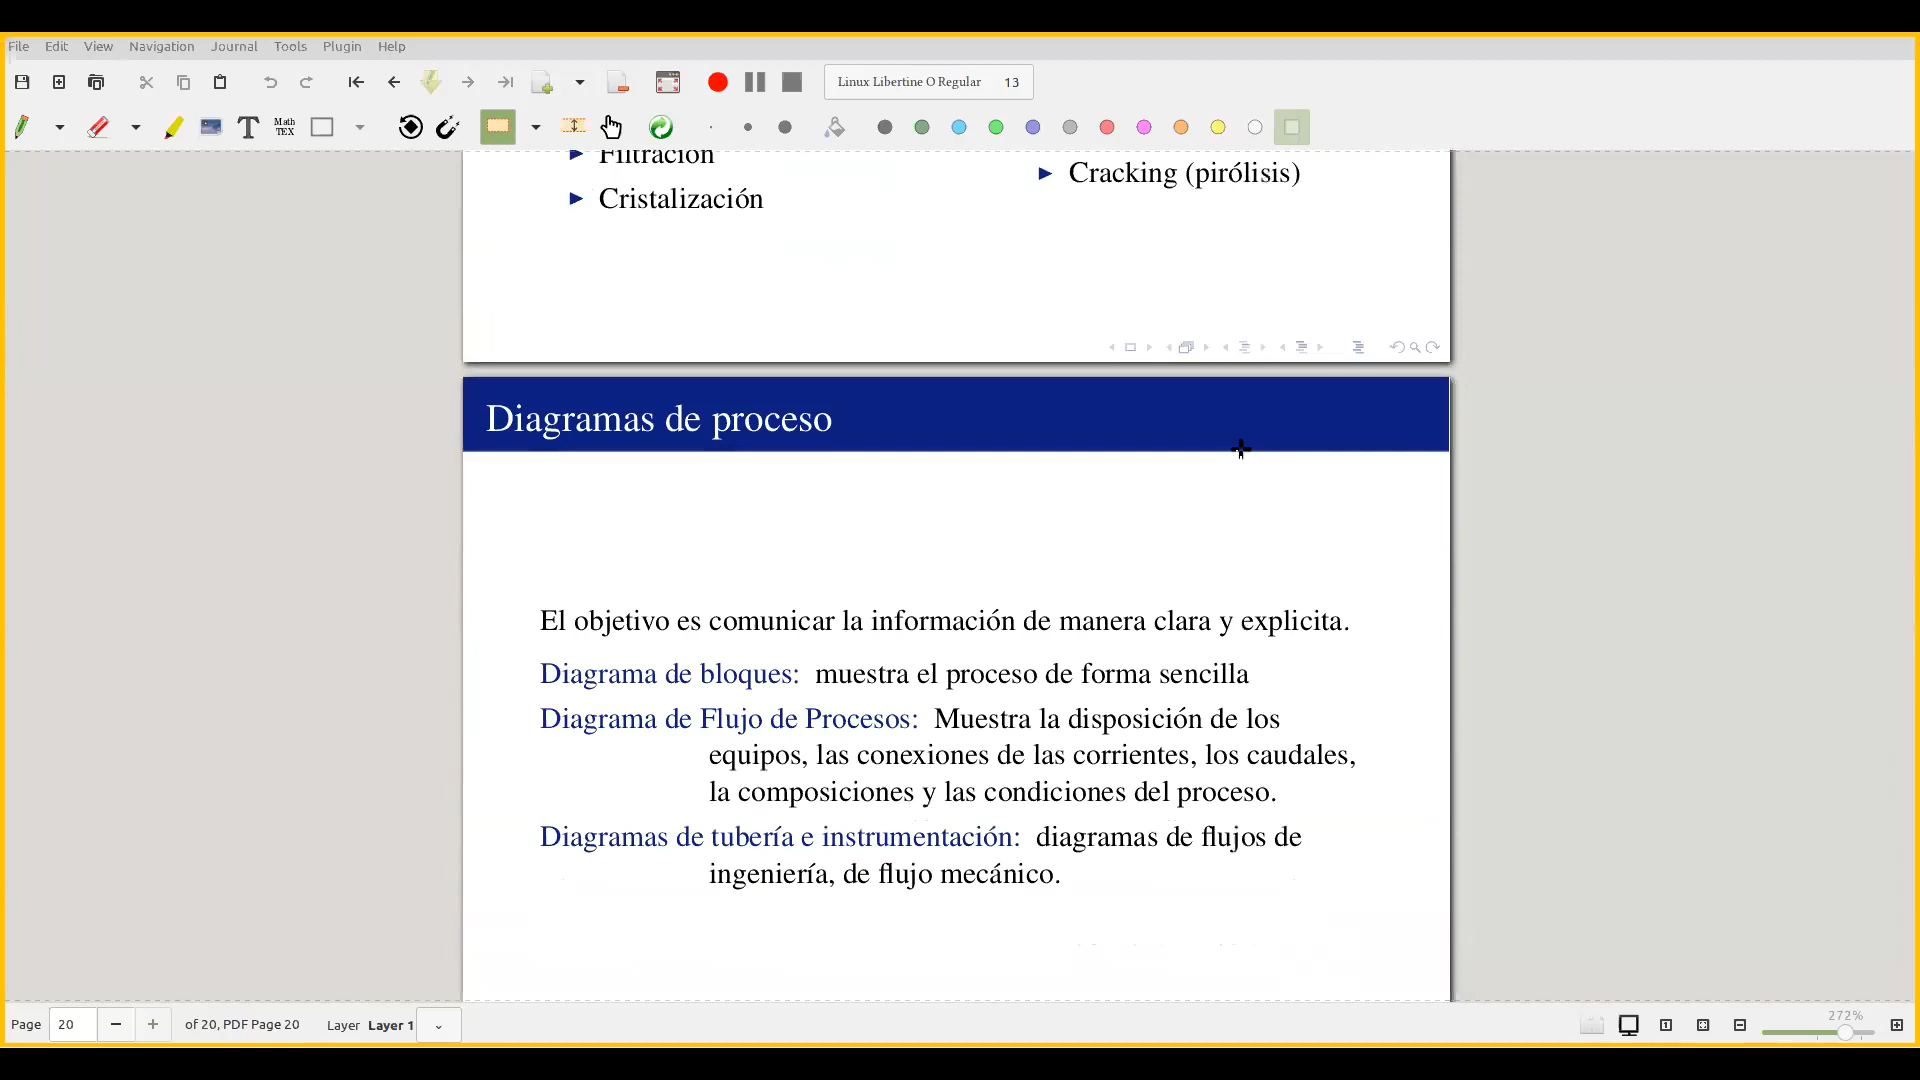 File Edit View Navigation Journal Tools Plugin Help
Linux Libertine O Regular 13
Math
TEX
Filtración
Cracking (pirólisis)
Cristalización
Diagramas de proceso
El objetivo es comunicar la información de manera clara y explicita.
Diagrama de bloques: muestra el proceso de forma sencilla
Diagrama de Flujo de Procesos: Muestra la disposición de los
equipos, las conexiones de las corrientes, los caudales,
la composiciones y las condiciones del proceso.
Diagramas de tubería e instrumentación: diagramas de flujos de
ingeniería, de flujo mecánico.
Page 20 of 20, PDF Page 20 Layer Layer 1
272%